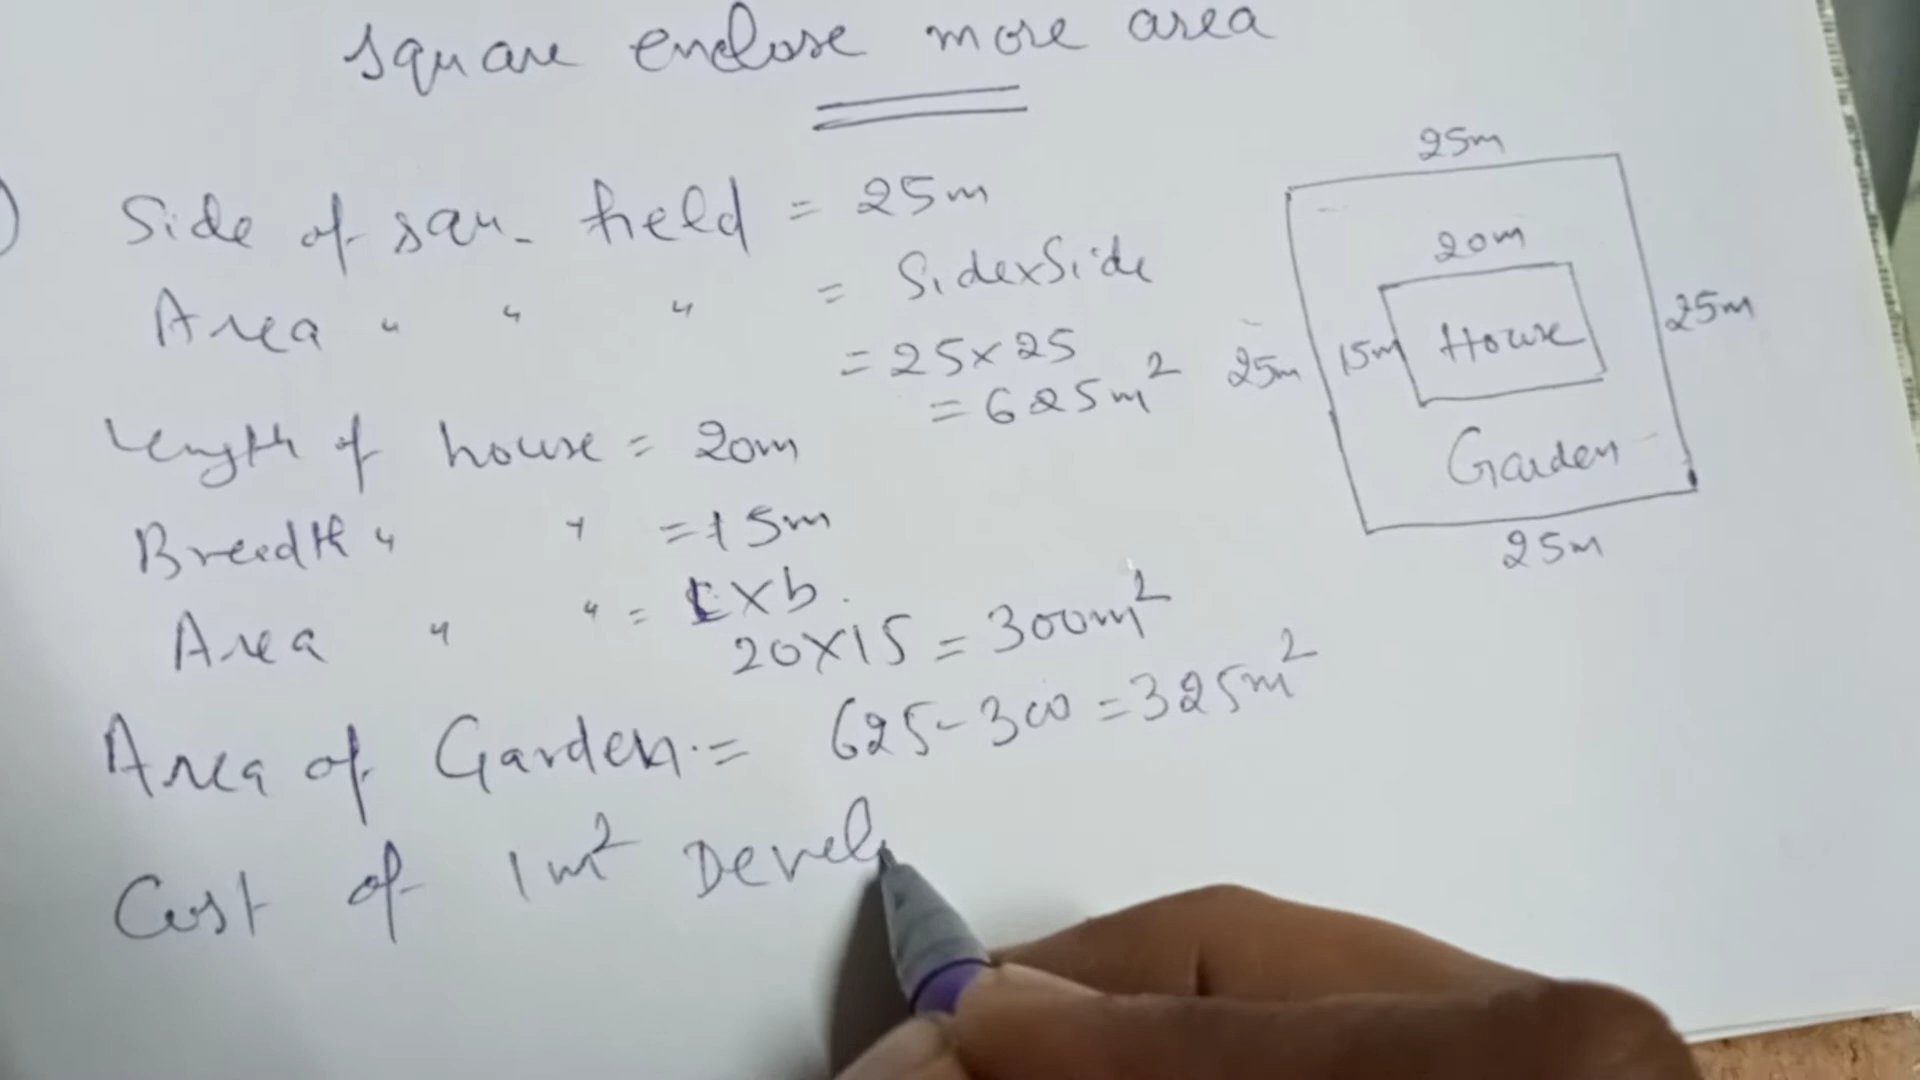 square enclose more area
Side of squ. field = 25m
Area " " " = Side×Side
= 25×25
= 625m²
length of house = 20m
Breadth " " = 15m
Area " " = l×b.
20×15 = 300m²
Area of Garden = 625-300 = 325m²
Cost of 1m² Devel
25m
20m
25m
15m
House
25m
Garden
25m